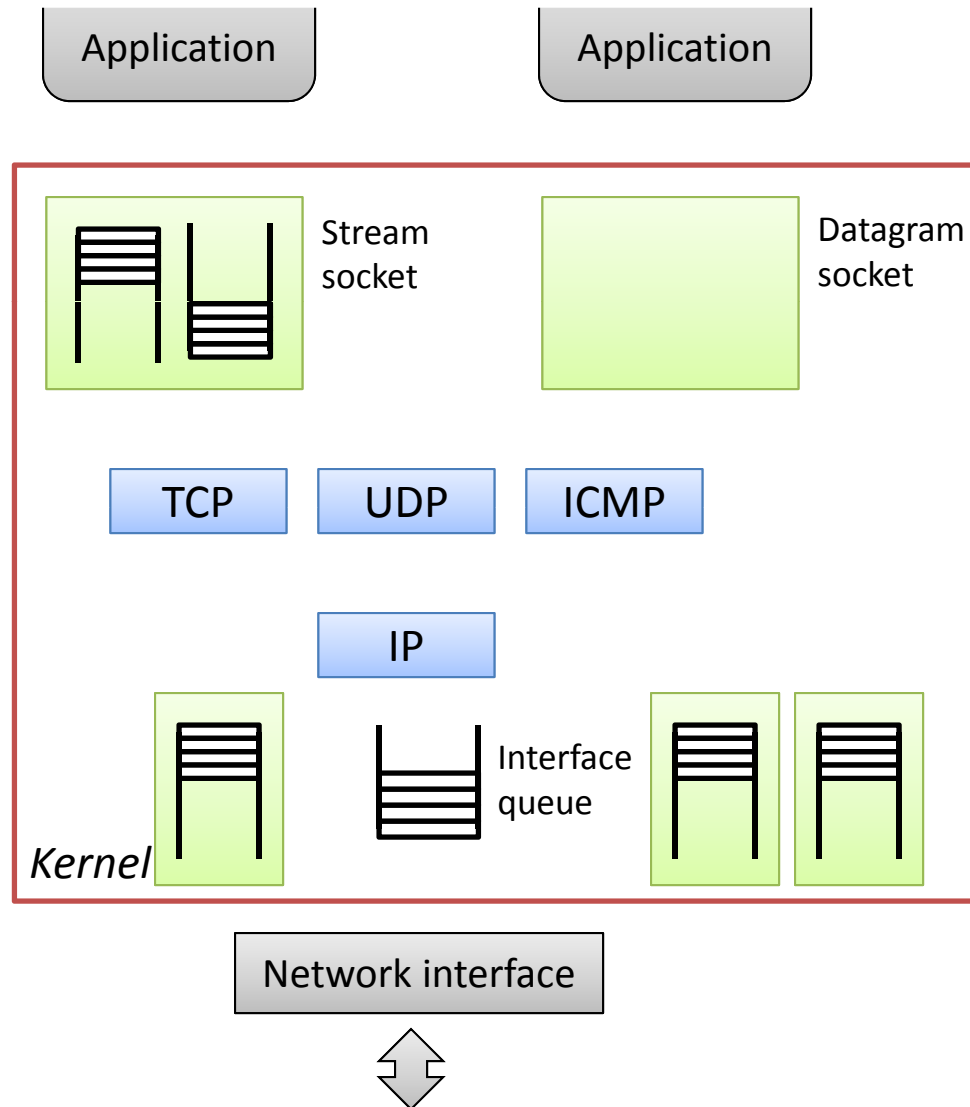 Application
Application
Stream
socket
Datagram
socket
TCP
UDP
ICMP
IP
Interface
queue
Kernel
Network interface